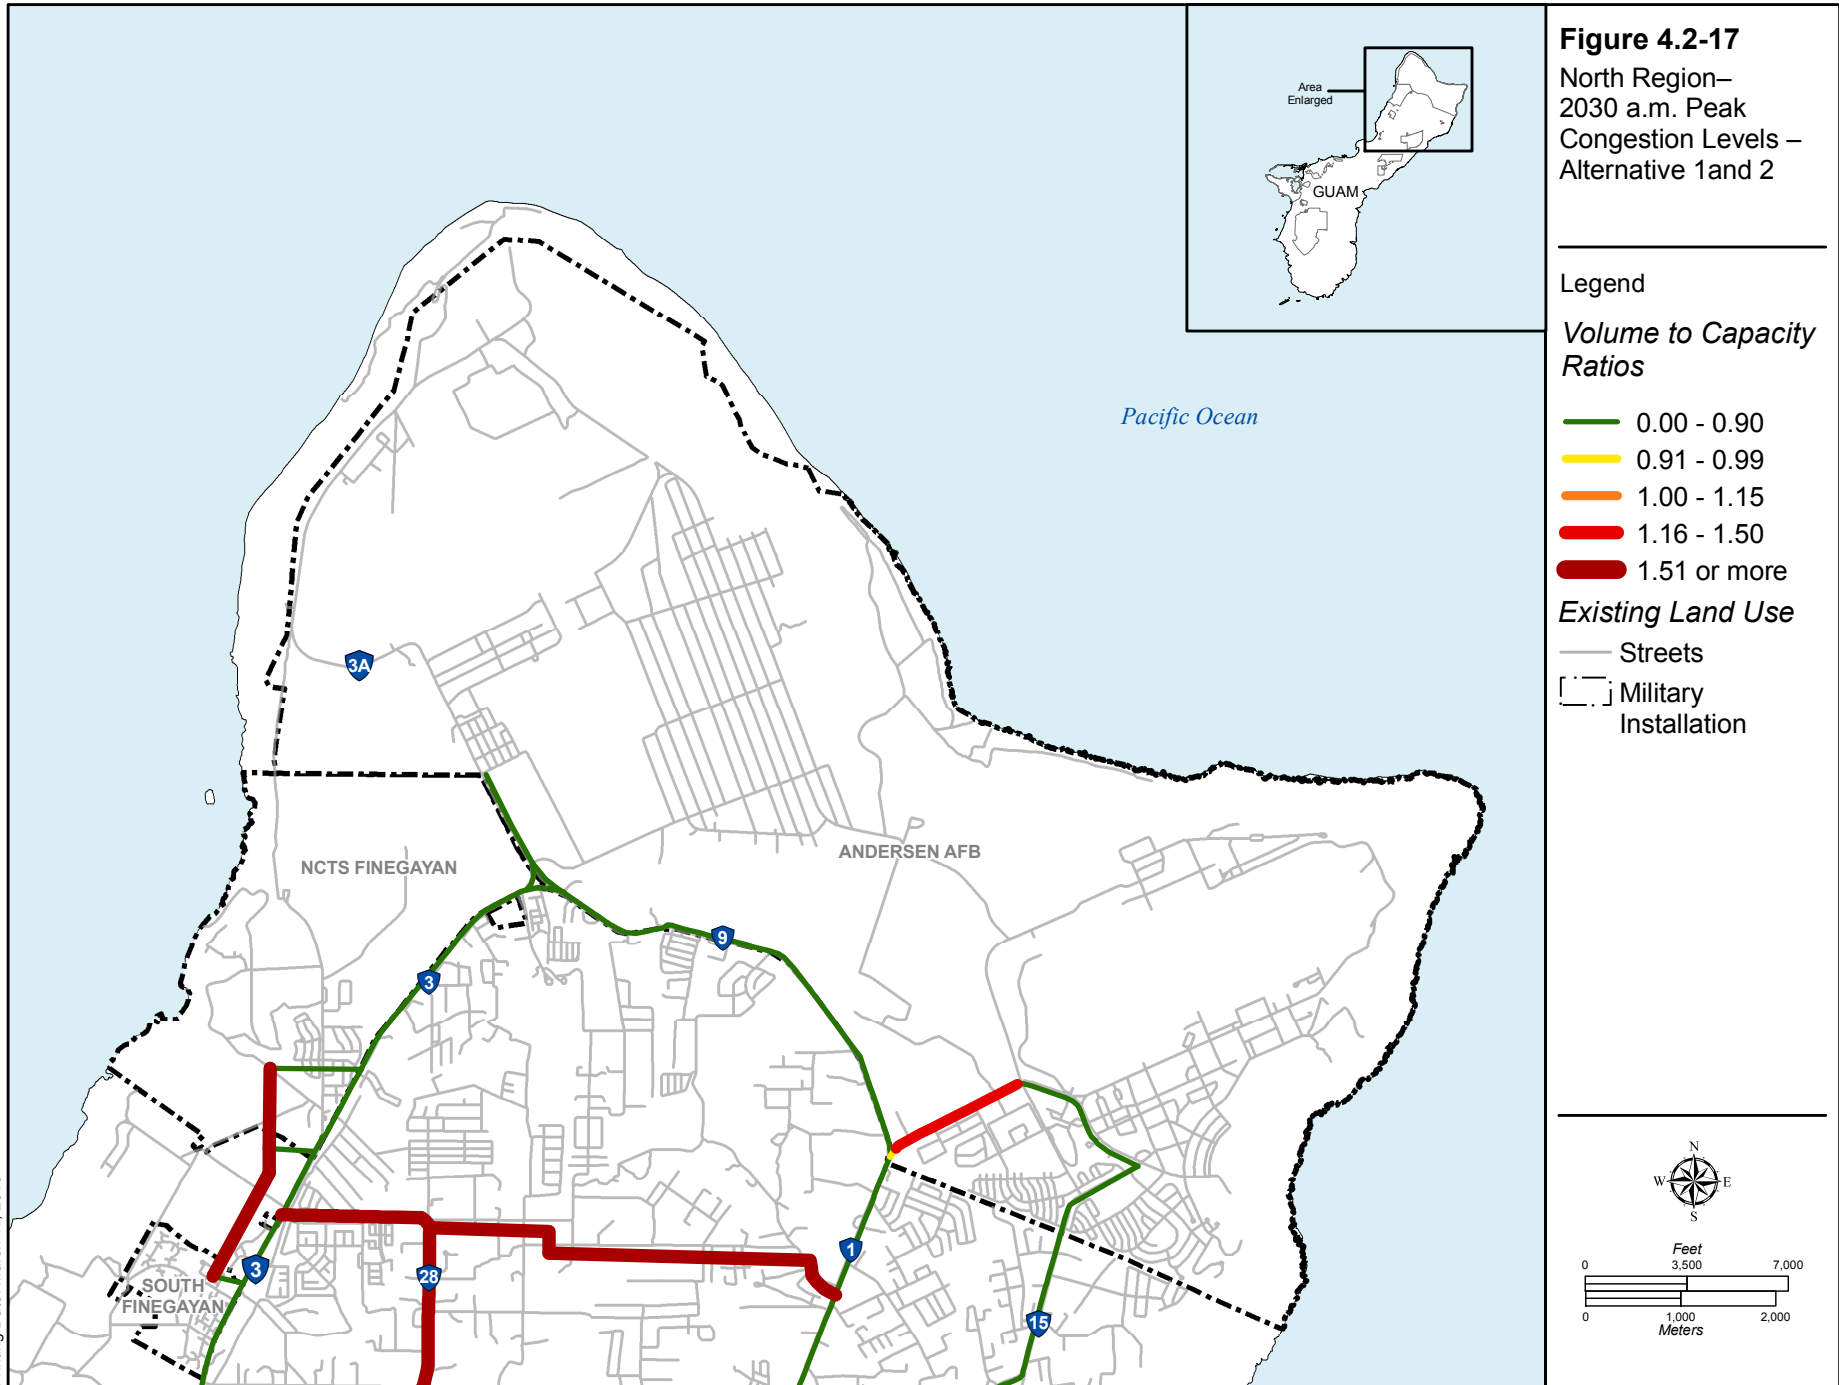 Figure 4.2-17
North Region–
2030 a.m. Peak
Congestion Levels –
Alternative 1and 2
Area
Enlarged
GUAM
Legend
Volume to Capacity
Ratios
0.00 - 0.90
0.91 - 0.99
1.00 - 1.15
1.16 - 1.50
1.51 or more
Existing Land Use
Streets
Military
Installation
Pacific Ocean
3A
NCTS FINEGAYAN
ANDERSEN AFB
9
3
1
28
3
SOUTH
FINEGAYAN
15
N
W
E
S
Feet
0
3,500
7,000
0
1,000
2,000
Meters